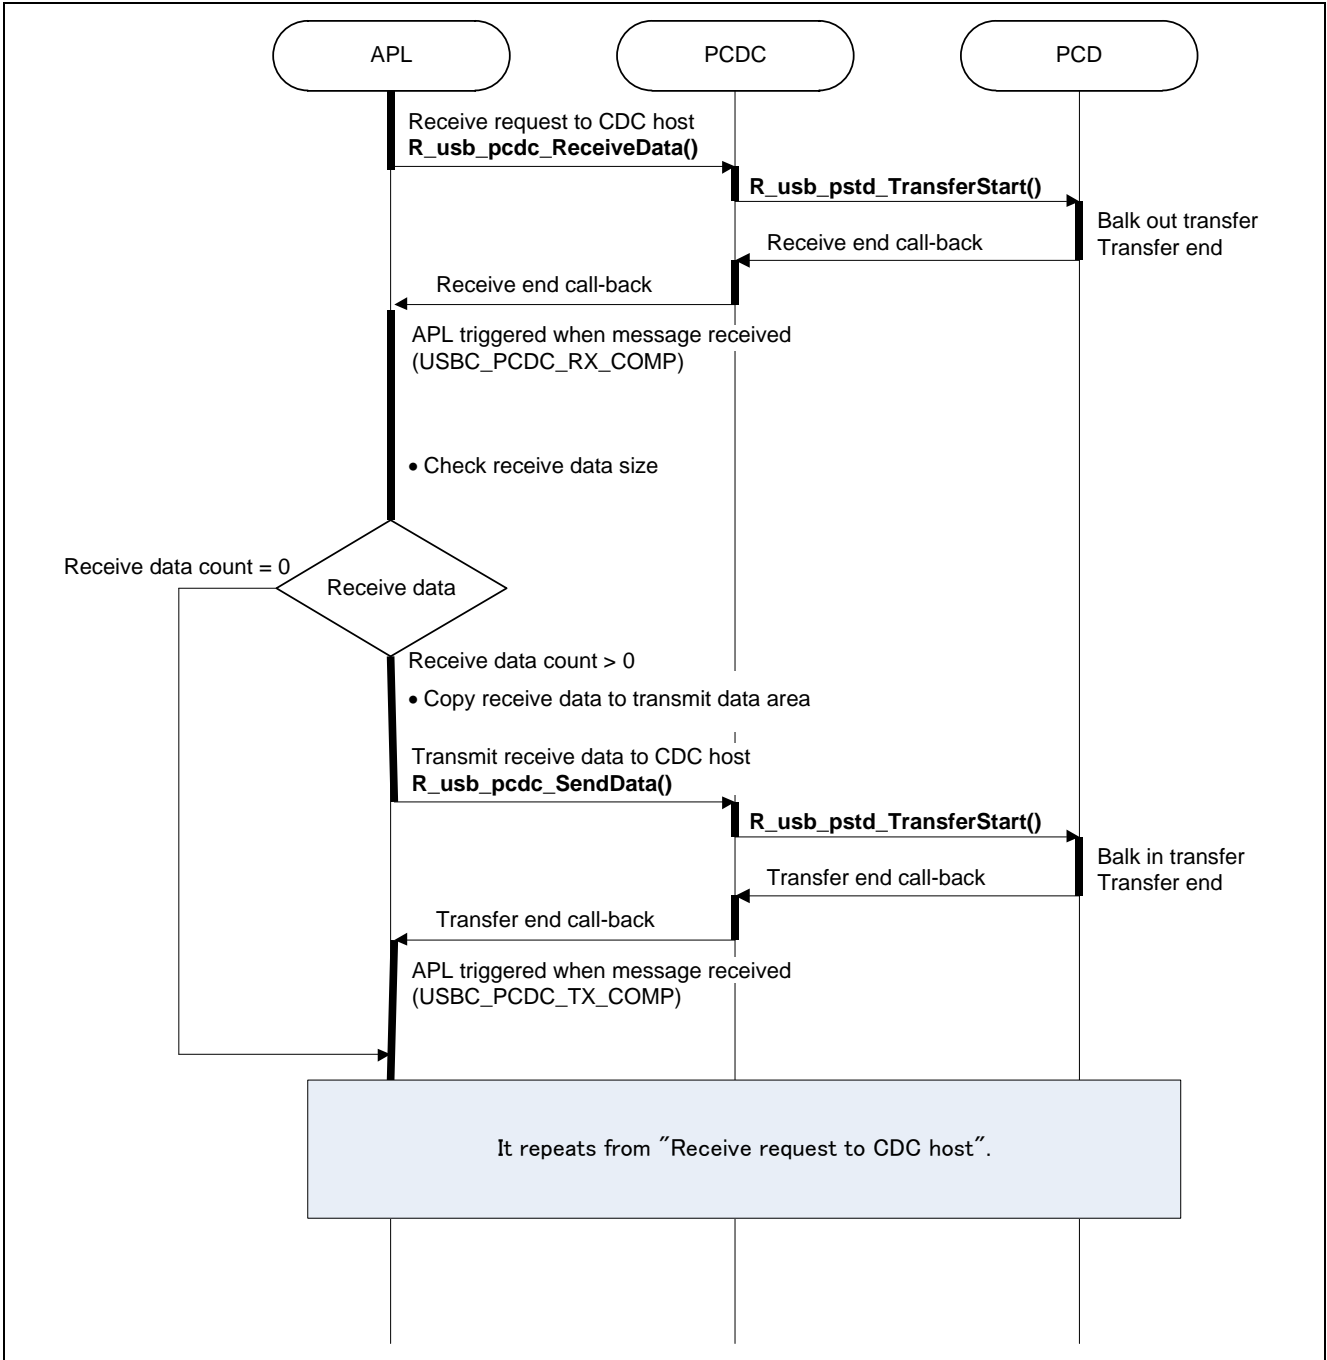 APL
PCDC
PCD
Receive request to CDC host
R_usb_pcdc_ReceiveData()
R_usb_pstd_TransferStart()
Balk out transfer
Transfer end
Receive end call-back
Receive end call-back
APL triggered when message received
(USBC_PCDC_RX_COMP)
• Check receive data size
Receive data count = 0
Receive data
Receive data count > 0
• Copy receive data to transmit data area
Transmit receive data to CDC host
R_usb_pcdc_SendData()
R_usb_pstd_TransferStart()
Balk in transfer
Transfer end
Transfer end call-back
Transfer end call-back
APL triggered when message received
(USBC_PCDC_TX_COMP)
It repeats from "Receive request to CDC host".